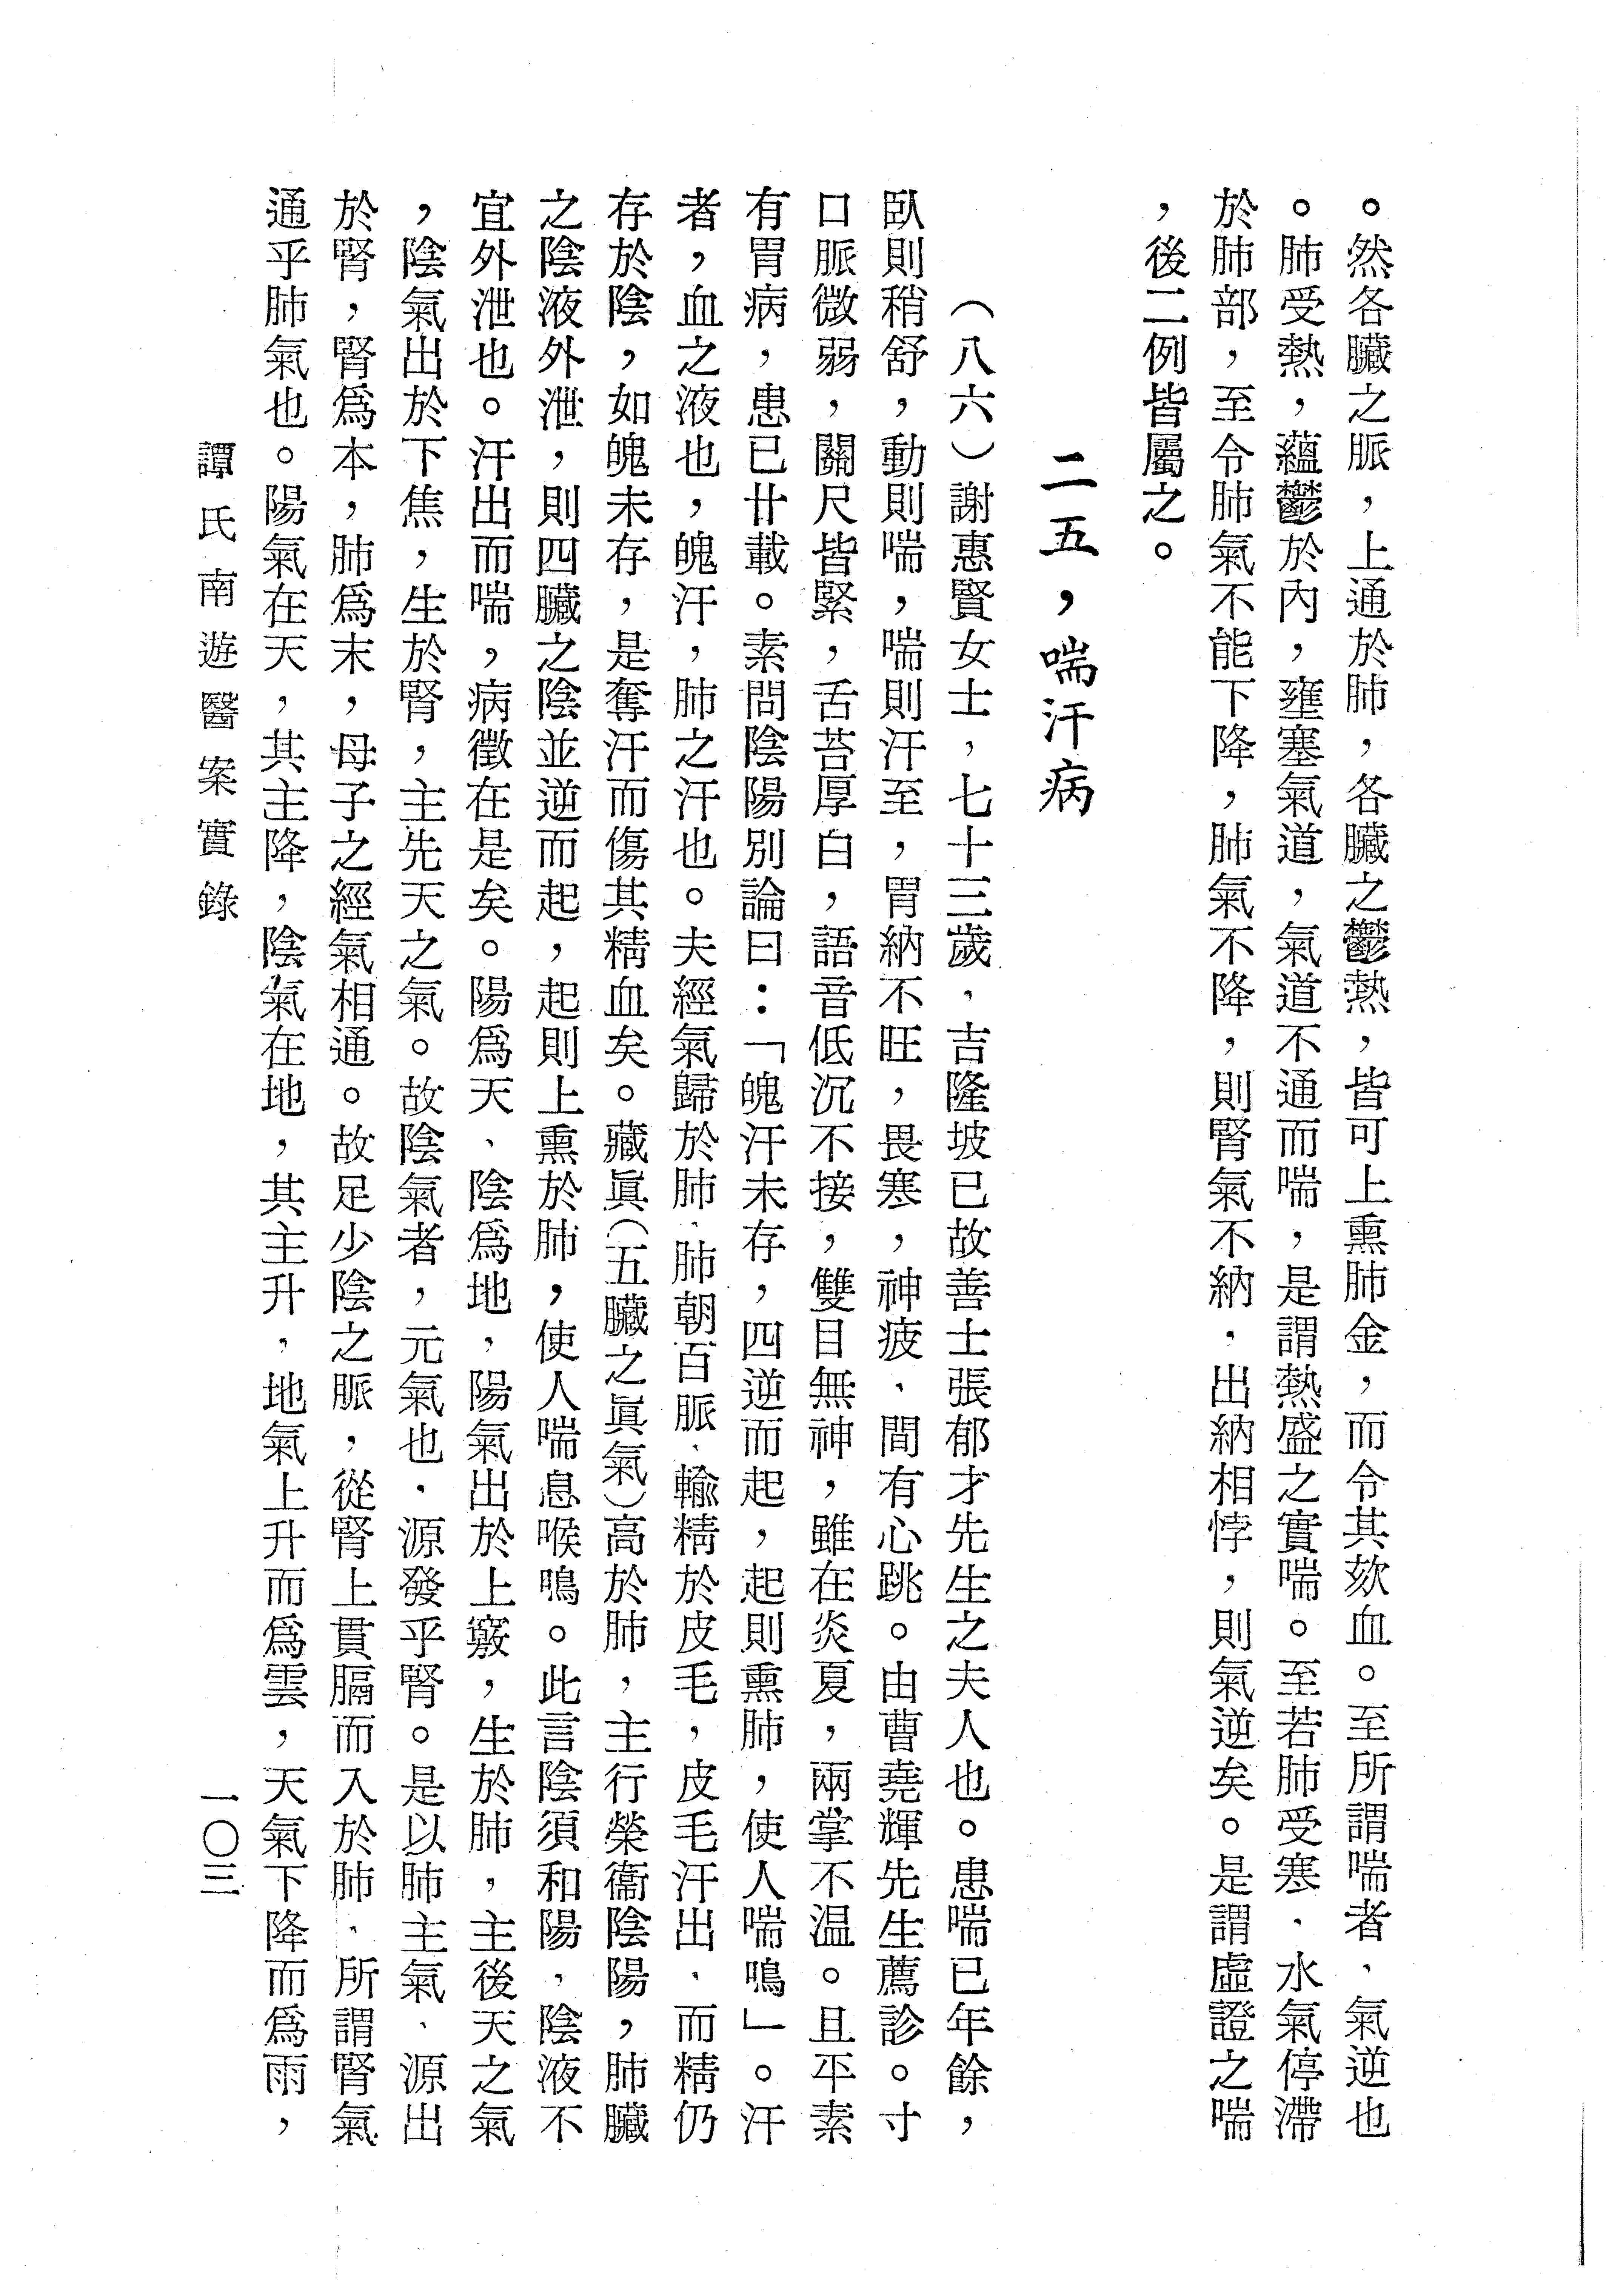 。然各臟之脈，上通於肺，各臟之鬱熱，皆可上熏肺金，而令其欬血。至所謂喘者、氣逆也
。肺受熱，蘊鬱於內，壅塞氣道，氣道不通而喘，是謂熱盛之實喘。至若肺受寒、水氣停滯
於肺部，至令肺氣不能下降，肺氣不降，則腎氣不納，出納相悖，則氣逆矣。是謂虛證之喘
，後二例皆屬之。
二五，喘汗病
（八六）謝惠賢女士，七十三歲，吉隆坡已故善士張郁才先生之夫人也。患喘已年餘，
臥則稍舒，動則喘，喘則汗至，胃納不旺，畏寒，神疲、間有心跳。由曹堯輝先生薦診。寸
口脈微弱，關尺皆緊，舌苔厚白，語音低沉不接，雙目無神，雖在炎夏，兩掌不温。且平素
有胃病，患已廿載。素問陰陽別論曰：「魄汗未存，四逆而起，起則熏肺，使人喘鳴」。汗
者，血之液也，魄汗，肺之汗也。夫經氣歸於肺、肺朝百脈、輸精於皮毛，皮毛汗出、而精仍
存於陰，如魄未存，是奪汗而傷其精血矣。藏眞（五臟之眞氣）高於肺，主行榮衞陰陽，肺臟
之陰液外泄，則四臟之陰並逆而起，起則上熏於肺，使人喘息喉鳴。此言陰須和陽、陰液不
宜外泄也。汗出而喘，病徵在是矣。陽爲天、陰爲地，陽氣出於上竅，生於肺，主後天之氣
，陰氣出於下焦，生於腎，主先天之氣。故陰氣者，元氣也，源發乎腎。是以肺主氣、源出
於腎，腎爲本，肺爲末，母子之經氣相通。故足少陰之脈，從腎上貫膈而入於肺、所謂腎氣
通乎肺氣也。陽氣在天，其主降，陰氣在地，其主升，地氣上升而爲雲，天氣下降而爲雨，
譚氏南遊醫案實錄
一〇三